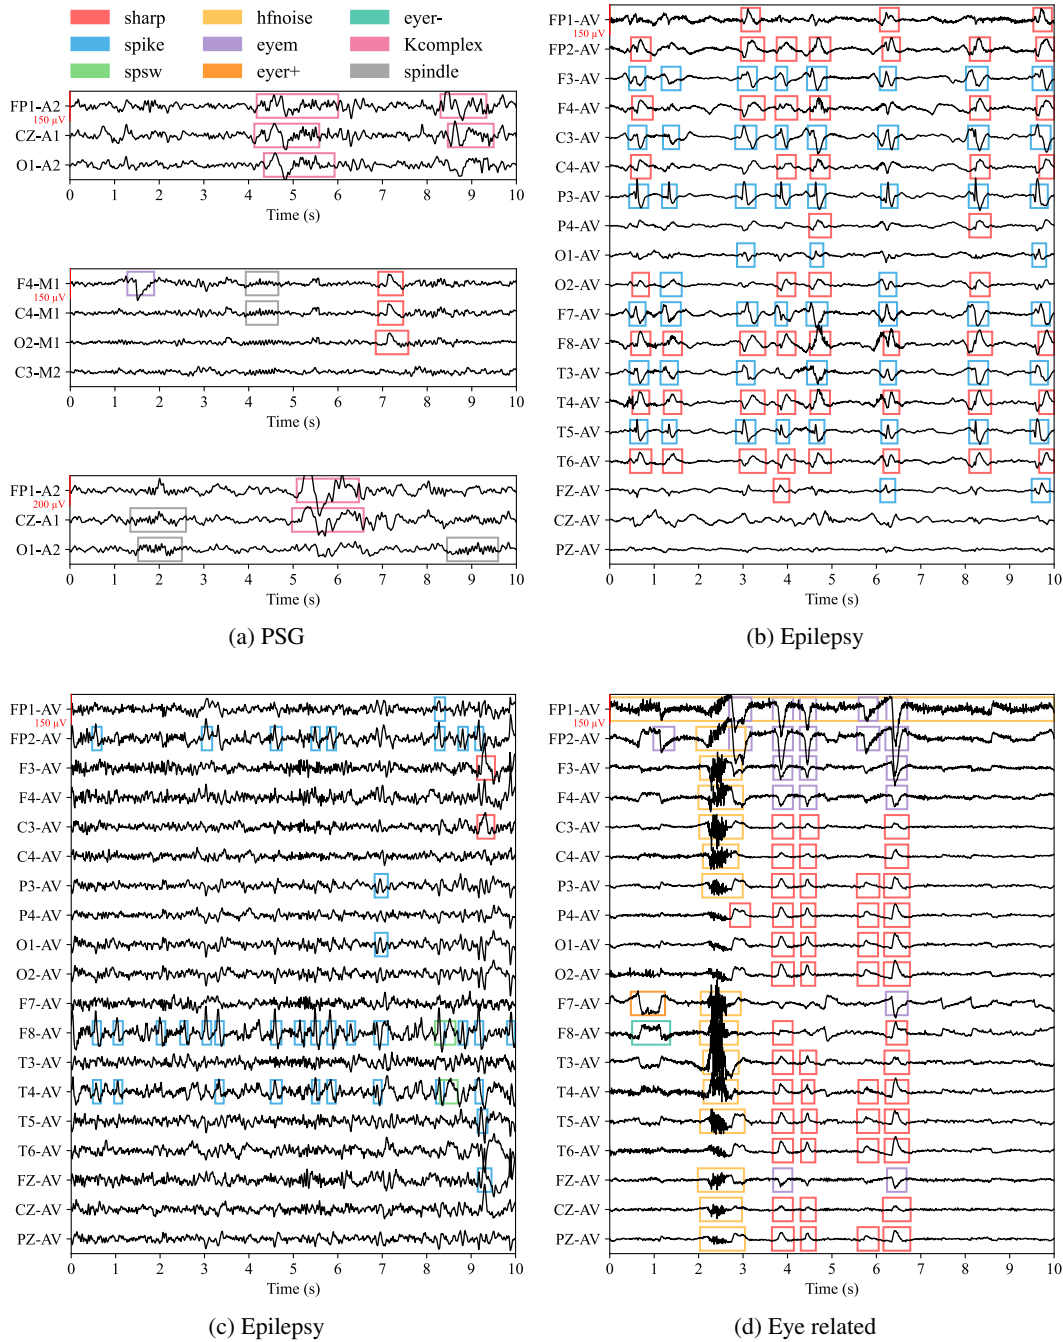 sharp hfnoise eyer-
spike eyem Kcomplex
spsw eyer+ spindle
FP1-A2
150 µV
CZ-A1
O1-A2
0 1 2 3 4 5 6 7 8 9 10
Time (s)
F4-M1
150 µV
C4-M1
O2-M1
C3-M2
0 1 2 3 4 5 6 7 8 9 10
Time (s)
FP1-A2
200 µV
CZ-A1
O1-A2
0 1 2 3 4 5 6 7 8 9 10
Time (s)
(a) PSG
FP1-AV
150 µV
FP2-AV
F3-AV
F4-AV
C3-AV
C4-AV
P3-AV
P4-AV
O1-AV
O2-AV
F7-AV
F8-AV
T3-AV
T4-AV
T5-AV
T6-AV
FZ-AV
CZ-AV
PZ-AV
0 1 2 3 4 5 6 7 8 9 10
Time (s)
(b) Epilepsy
FP1-AV
150 µV
FP2-AV
F3-AV
F4-AV
C3-AV
C4-AV
P3-AV
P4-AV
O1-AV
O2-AV
F7-AV
F8-AV
T3-AV
T4-AV
T5-AV
T6-AV
FZ-AV
CZ-AV
PZ-AV
0 1 2 3 4 5 6 7 8 9 10
Time (s)
(c) Epilepsy
FP1-AV
150 µV
FP2-AV
F3-AV
F4-AV
C3-AV
C4-AV
P3-AV
P4-AV
O1-AV
O2-AV
F7-AV
F8-AV
T3-AV
T4-AV
T5-AV
T6-AV
FZ-AV
CZ-AV
PZ-AV
0 1 2 3 4 5 6 7 8 9 10
Time (s)
(d) Eye related